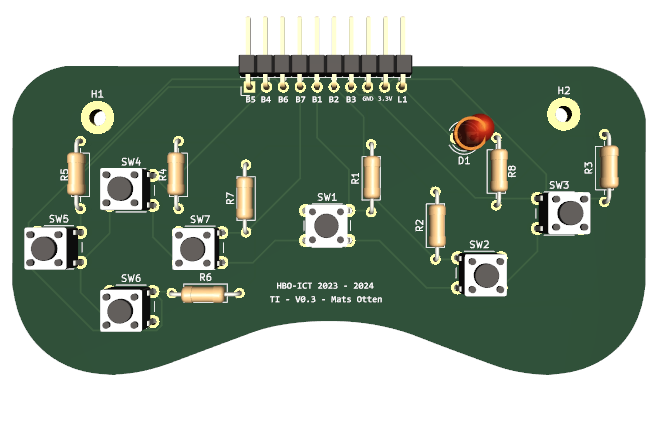 B5 B4 B6 B7 B1 B2 B3 GND 3.3V L1
H1
H2
D1
SW4
R5
R4
R7
R1
R8
R3
SW3
SW5
SW7
SW1
R2
SW2
SW6
R6
HBO-ICT 2023 - 2024
TI - V0.3 - Mats Otten